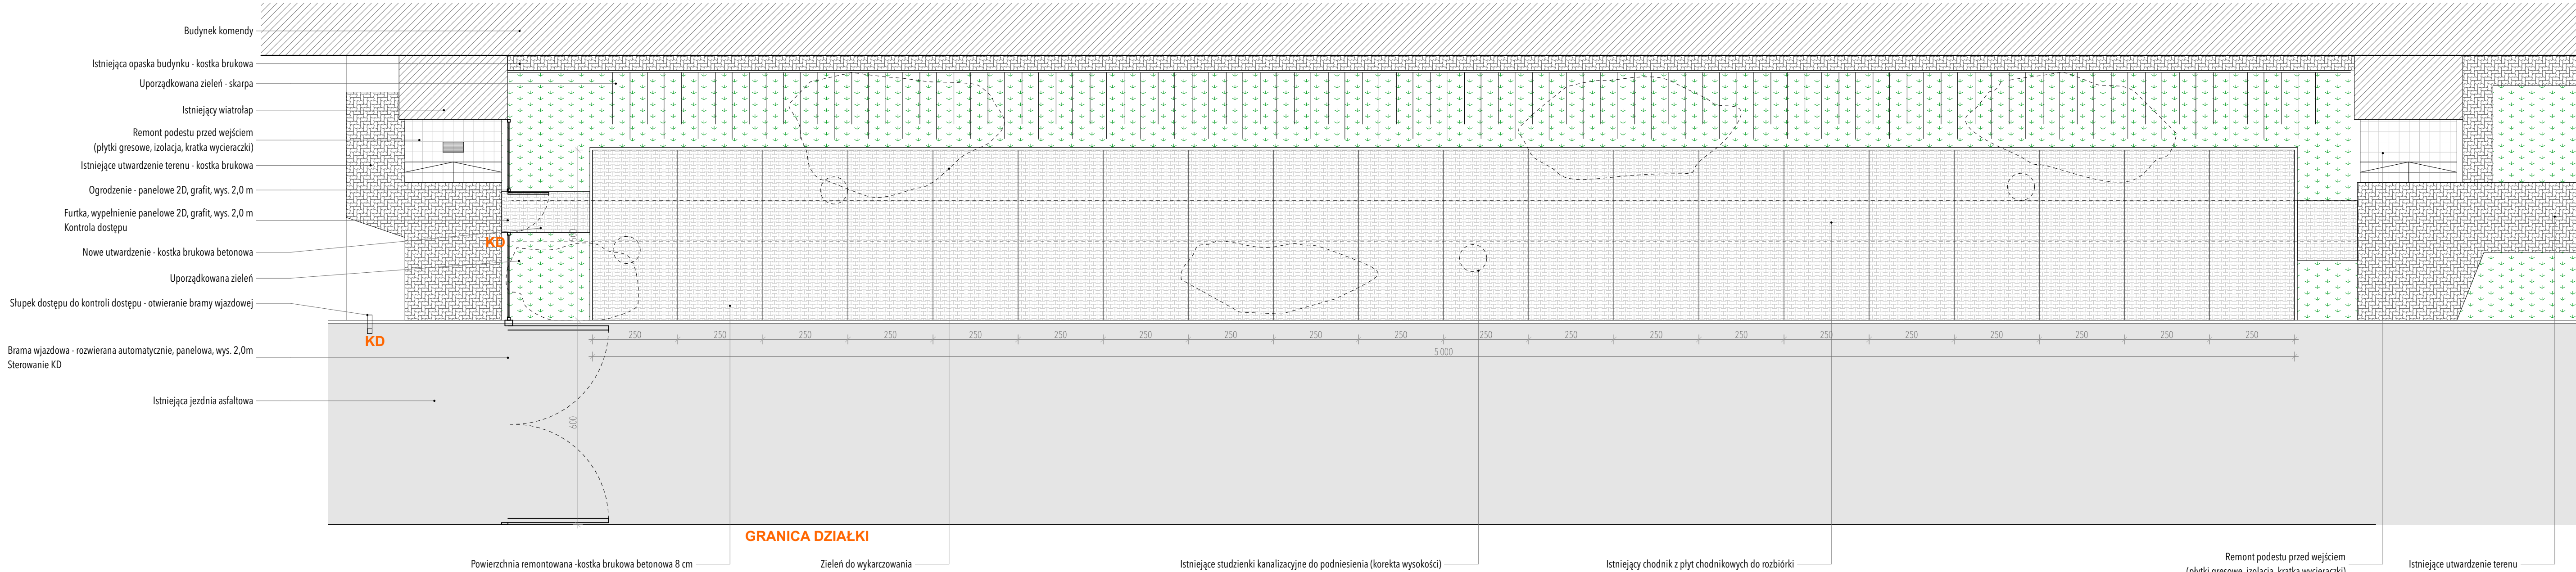 Budynek komendy
Istniejąca opaska budynku - kostka brukowa
Uporządkowana zieleń - skarpa
Istniejący wiatrołap
Remont podestu przed wejściem
(płytki gresowe, izolacja, kratka wycieraczki)
Istniejące utwardzenie terenu - kostka brukowa
Ogrodzenie - panelowe 2D, grafit, wys. 2,0 m
Furtka, wypełnienie panelowe 2D, grafit, wys. 2,0 m
Kontrola dostępu
KD
Nowe utwardzenie - kostka brukowa betonowa
Uporządkowana zieleń
Słupek dostępu do kontroli dostępu - otwieranie bramy wjazdowej
KD
Brama wjazdowa - rozwierana automatycznie, panelowa, wys. 2,0m
Sterowanie KD
Istniejąca jezdnia asfaltowa
250 250 250 250 250 250 250 250 250 250 250 250 250 250 250 250 250 250 250 250
5 000
600
GRANICA DZIAŁKI
Powierzchnia remontowana -kostka brukowa betonowa 8 cm
Zieleń do wykarczowania
Istniejące studzienki kanalizacyjne do podniesienia (korekta wysokości)
Istniejący chodnik z płyt chodnikowych do rozbiórki
Remont podestu przed wejściem
(płytki gresowe, izolacja, kratka wycieraczki)
Istniejące utwardzenie terenu